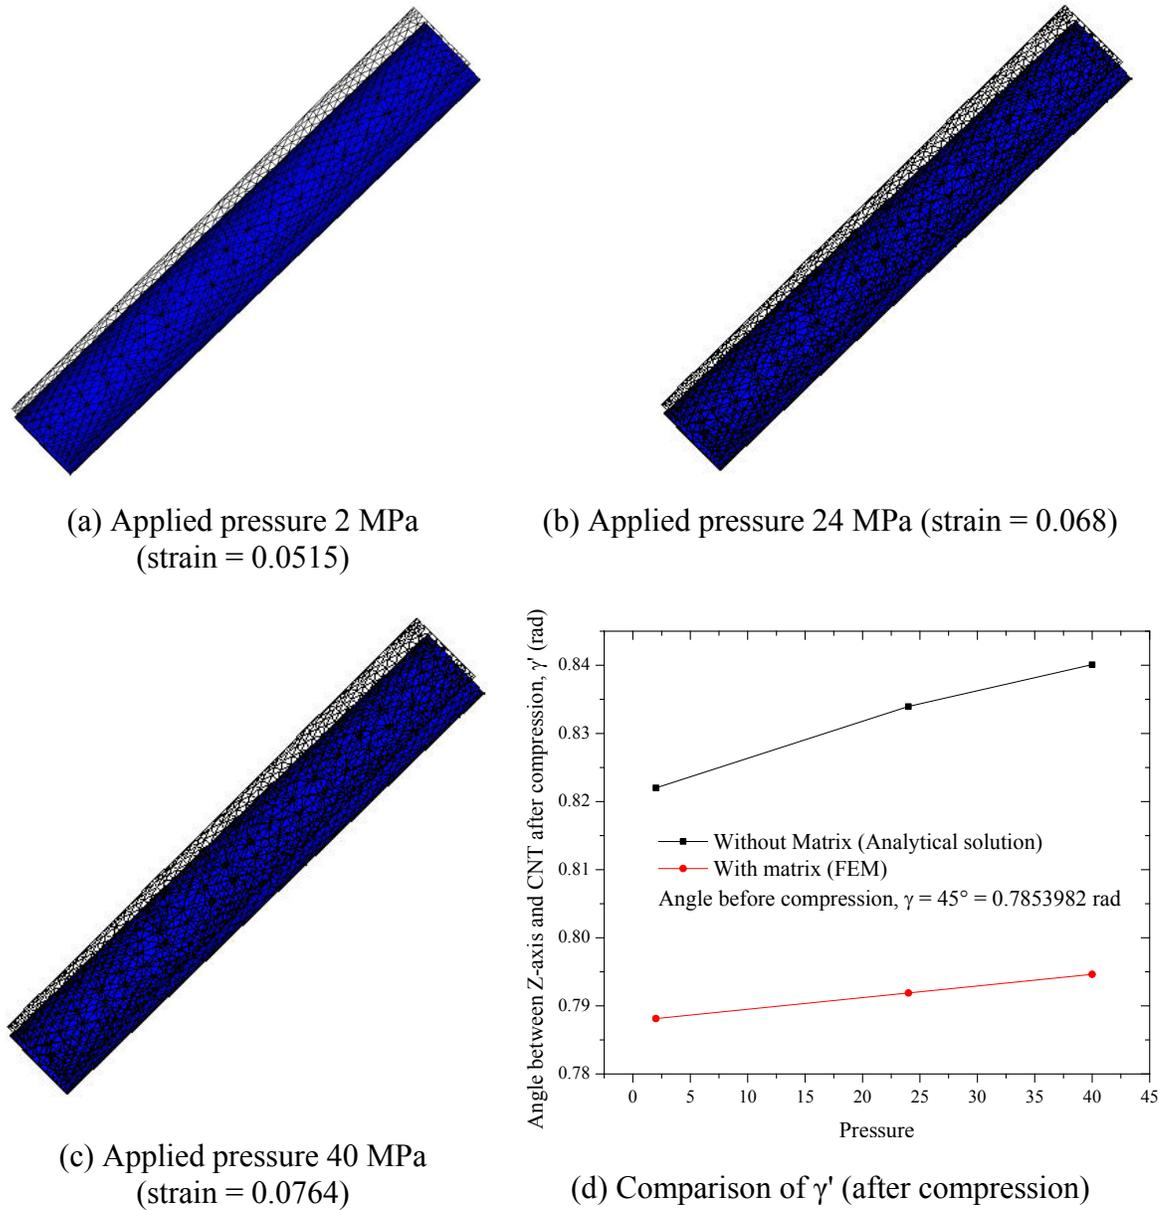 (a) Applied pressure 2 MPa
(strain = 0.0515)
(b) Applied pressure 24 MPa (strain = 0.068)
(c) Applied pressure 40 MPa
(strain = 0.0764)
Angle between Z-axis and CNT after compression, γ' (rad)
0.84
0.83
0.82
0.81
0.80
0.79
0.78
Without Matrix (Analytical solution)
With matrix (FEM)
Angle before compression, γ = 45° = 0.7853982 rad
0 5 10 15 20 25 30 35 40 45
Pressure
(d) Comparison of γ' (after compression)